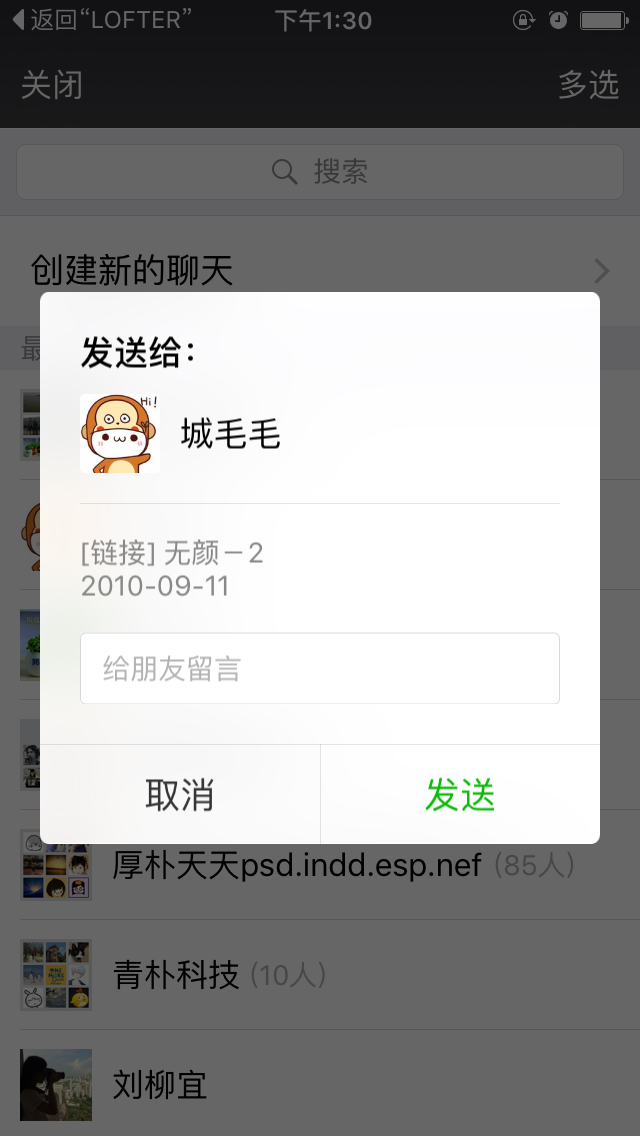 返回“LOFTER”
下午1:30
关闭
多选
搜索
创建新的聊天
最
发送给：
Hi!
城毛毛
[链接] 无颜－2
2010-09-11
给朋友留言
取消
发送
厚朴天天psd.indd.esp.nef (85人)
青朴科技 (10人)
刘柳宜